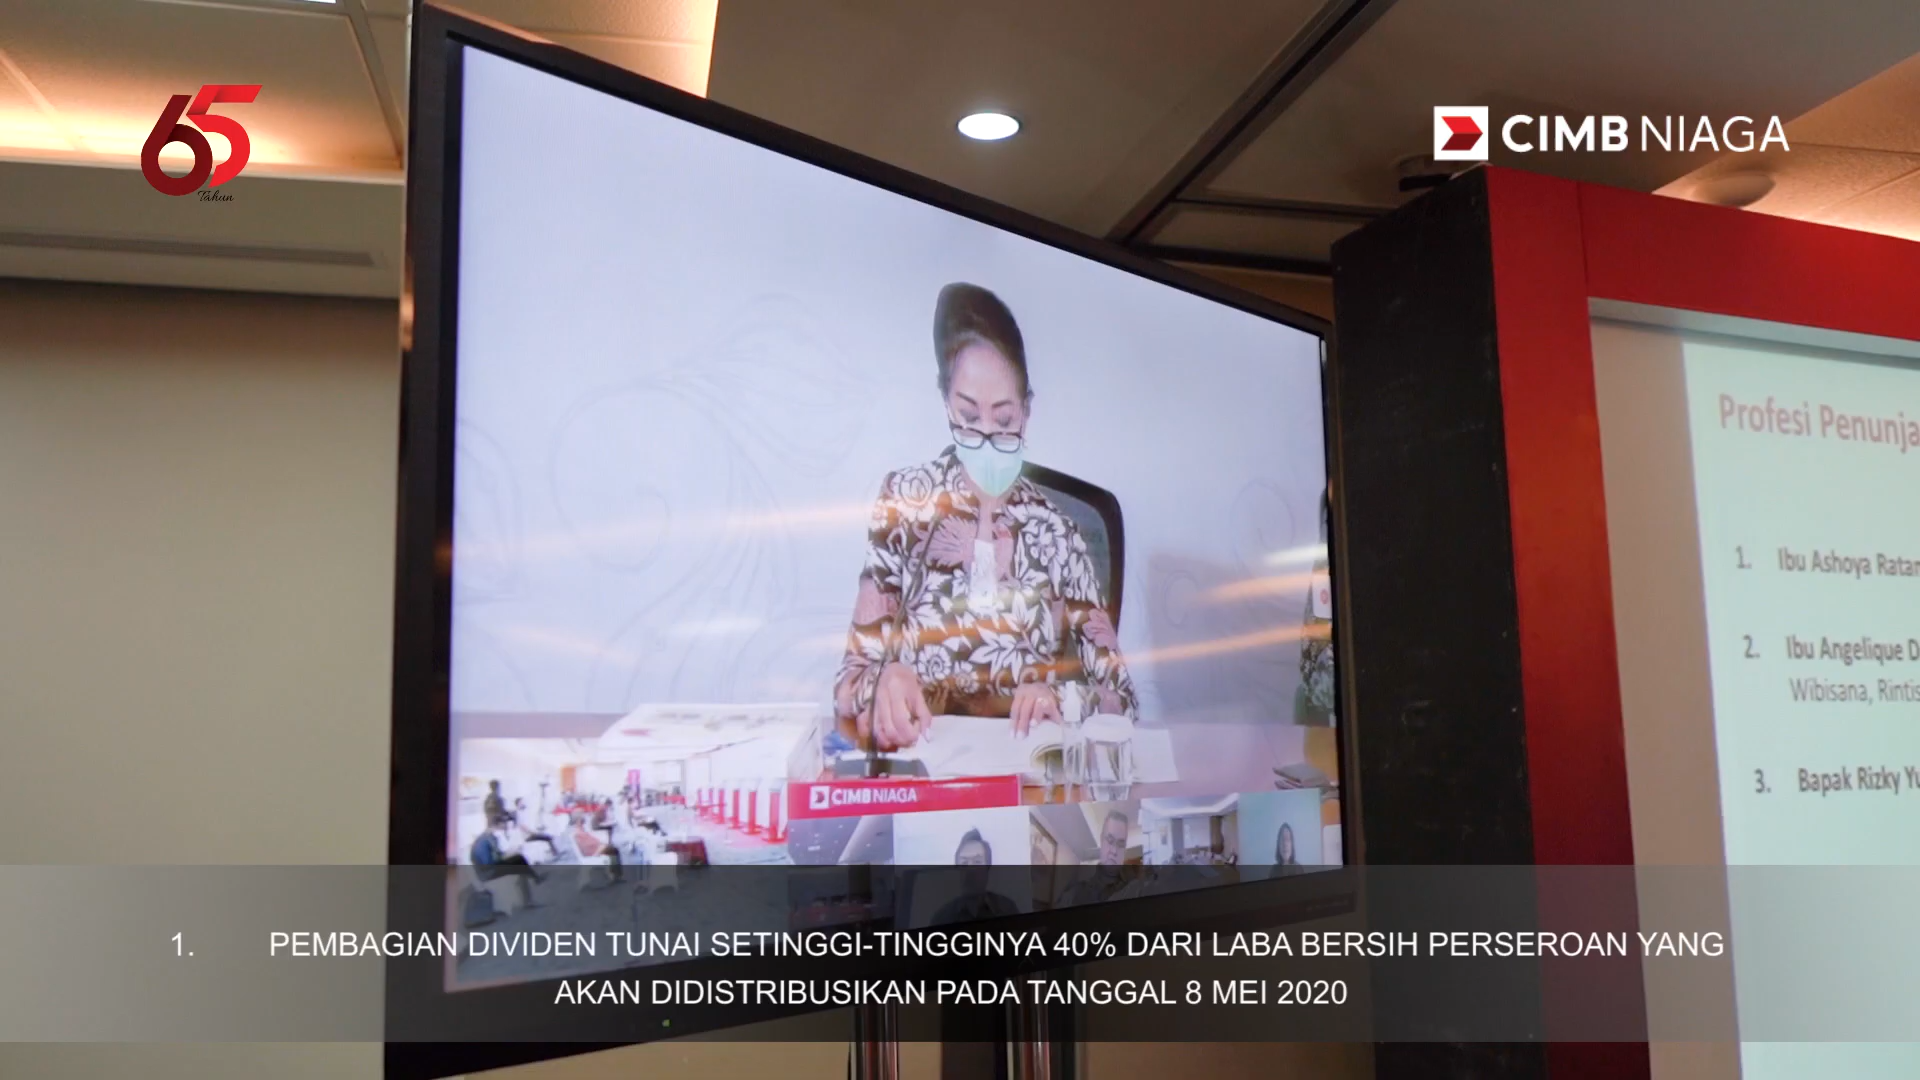 65
Tahun
CIMB NIAGA
Profesi Penunja
1. Ibu Ashoya Ratam
2. Ibu Angelique D
Wibisana, Rintis
3. Bapak Rizky Yu
CIMB NIAGA
1. PEMBAGIAN DIVIDEN TUNAI SETINGGI-TINGGINYA 40% DARI LABA BERSIH PERSEROAN YANG
AKAN DIDISTRIBUSIKAN PADA TANGGAL 8 MEI 2020